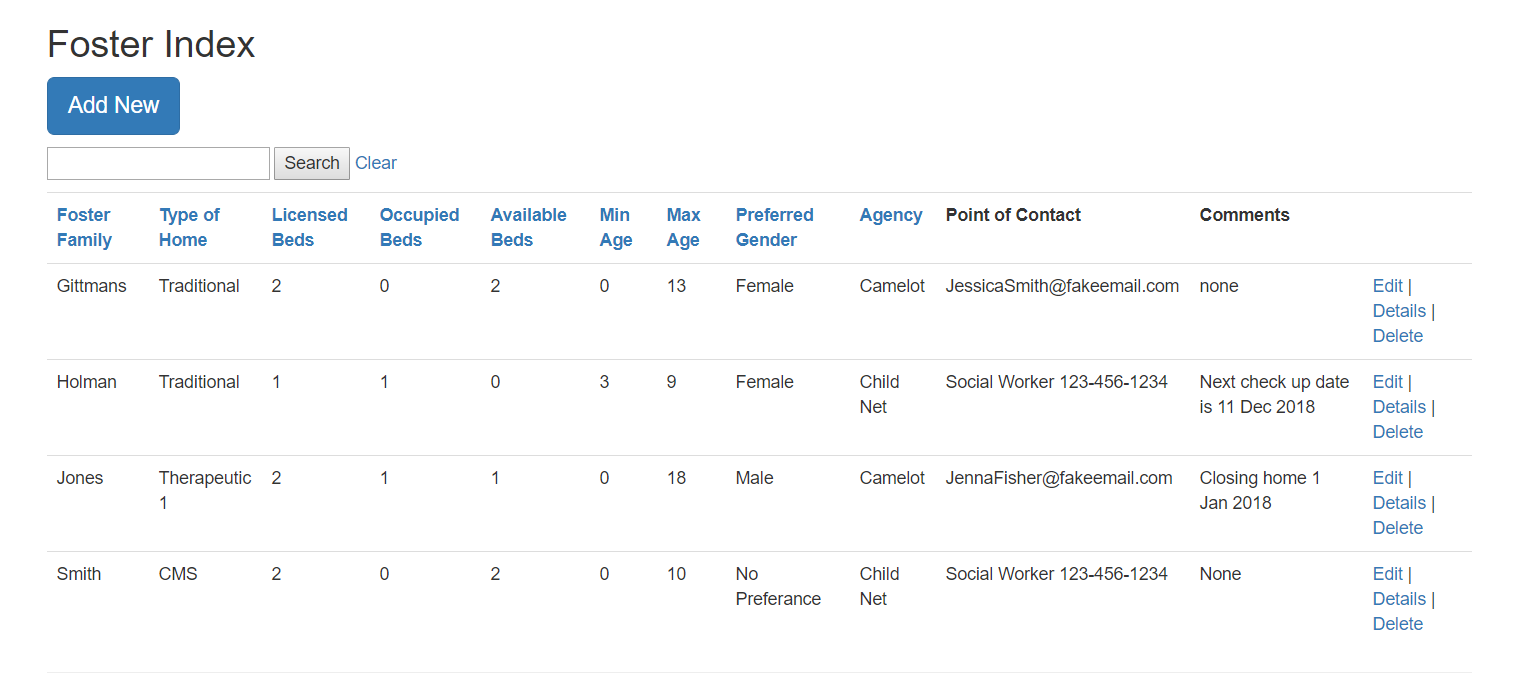 Foster Index
Add New
Search Clear
Foster Family Type of Home Licensed Beds Occupied Beds Available Beds Min Age Max Age Preferred Gender Agency Point of Contact Comments
Gittmans Traditional 2 0 2 0 13 Female Camelot JessicaSmith@fakeemail.com none Edit | Details | Delete
Holman Traditional 1 1 0 3 9 Female Child Net Social Worker 123-456-1234 Next check up date is 11 Dec 2018 Edit | Details | Delete
Jones Therapeutic 1 2 1 1 0 18 Male Camelot JennaFisher@fakeemail.com Closing home 1 Jan 2018 Edit | Details | Delete
Smith CMS 2 0 2 0 10 No Preferance Child Net Social Worker 123-456-1234 None Edit | Details | Delete